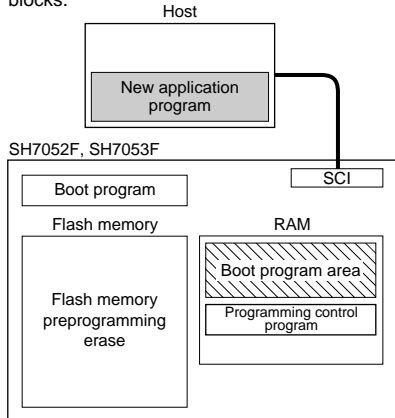 blocks.
Host
New application
program
SH7052F, SH7053F
SCI
Boot program
Flash memory
RAM
Flash memory
preprogramming
erase
Boot program area
Programming control
program